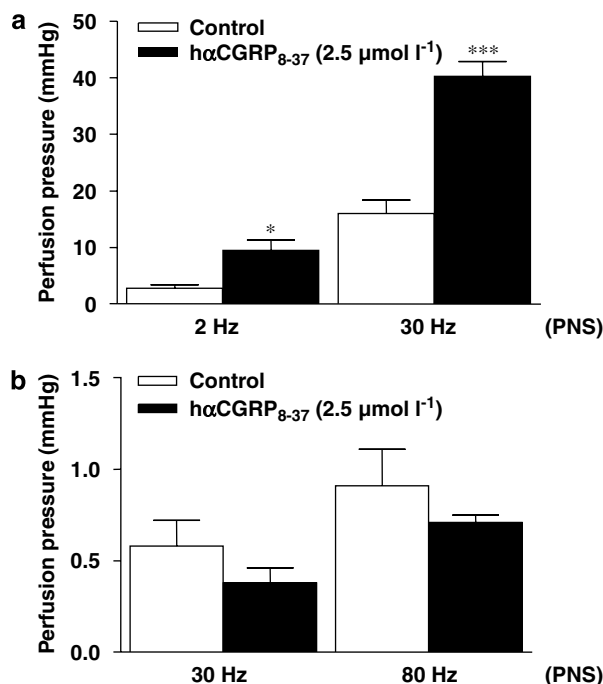 a
Perfusion pressure (mmHg)
50
40
30
20
10
0
Control
hαCGRP8-37 (2.5 μmol l-1)
*
***
2 Hz
30 Hz
(PNS)
b
Perfusion pressure (mmHg)
1.5
1.0
0.5
0.0
Control
hαCGRP8-37 (2.5 μmol l-1)
30 Hz
80 Hz
(PNS)